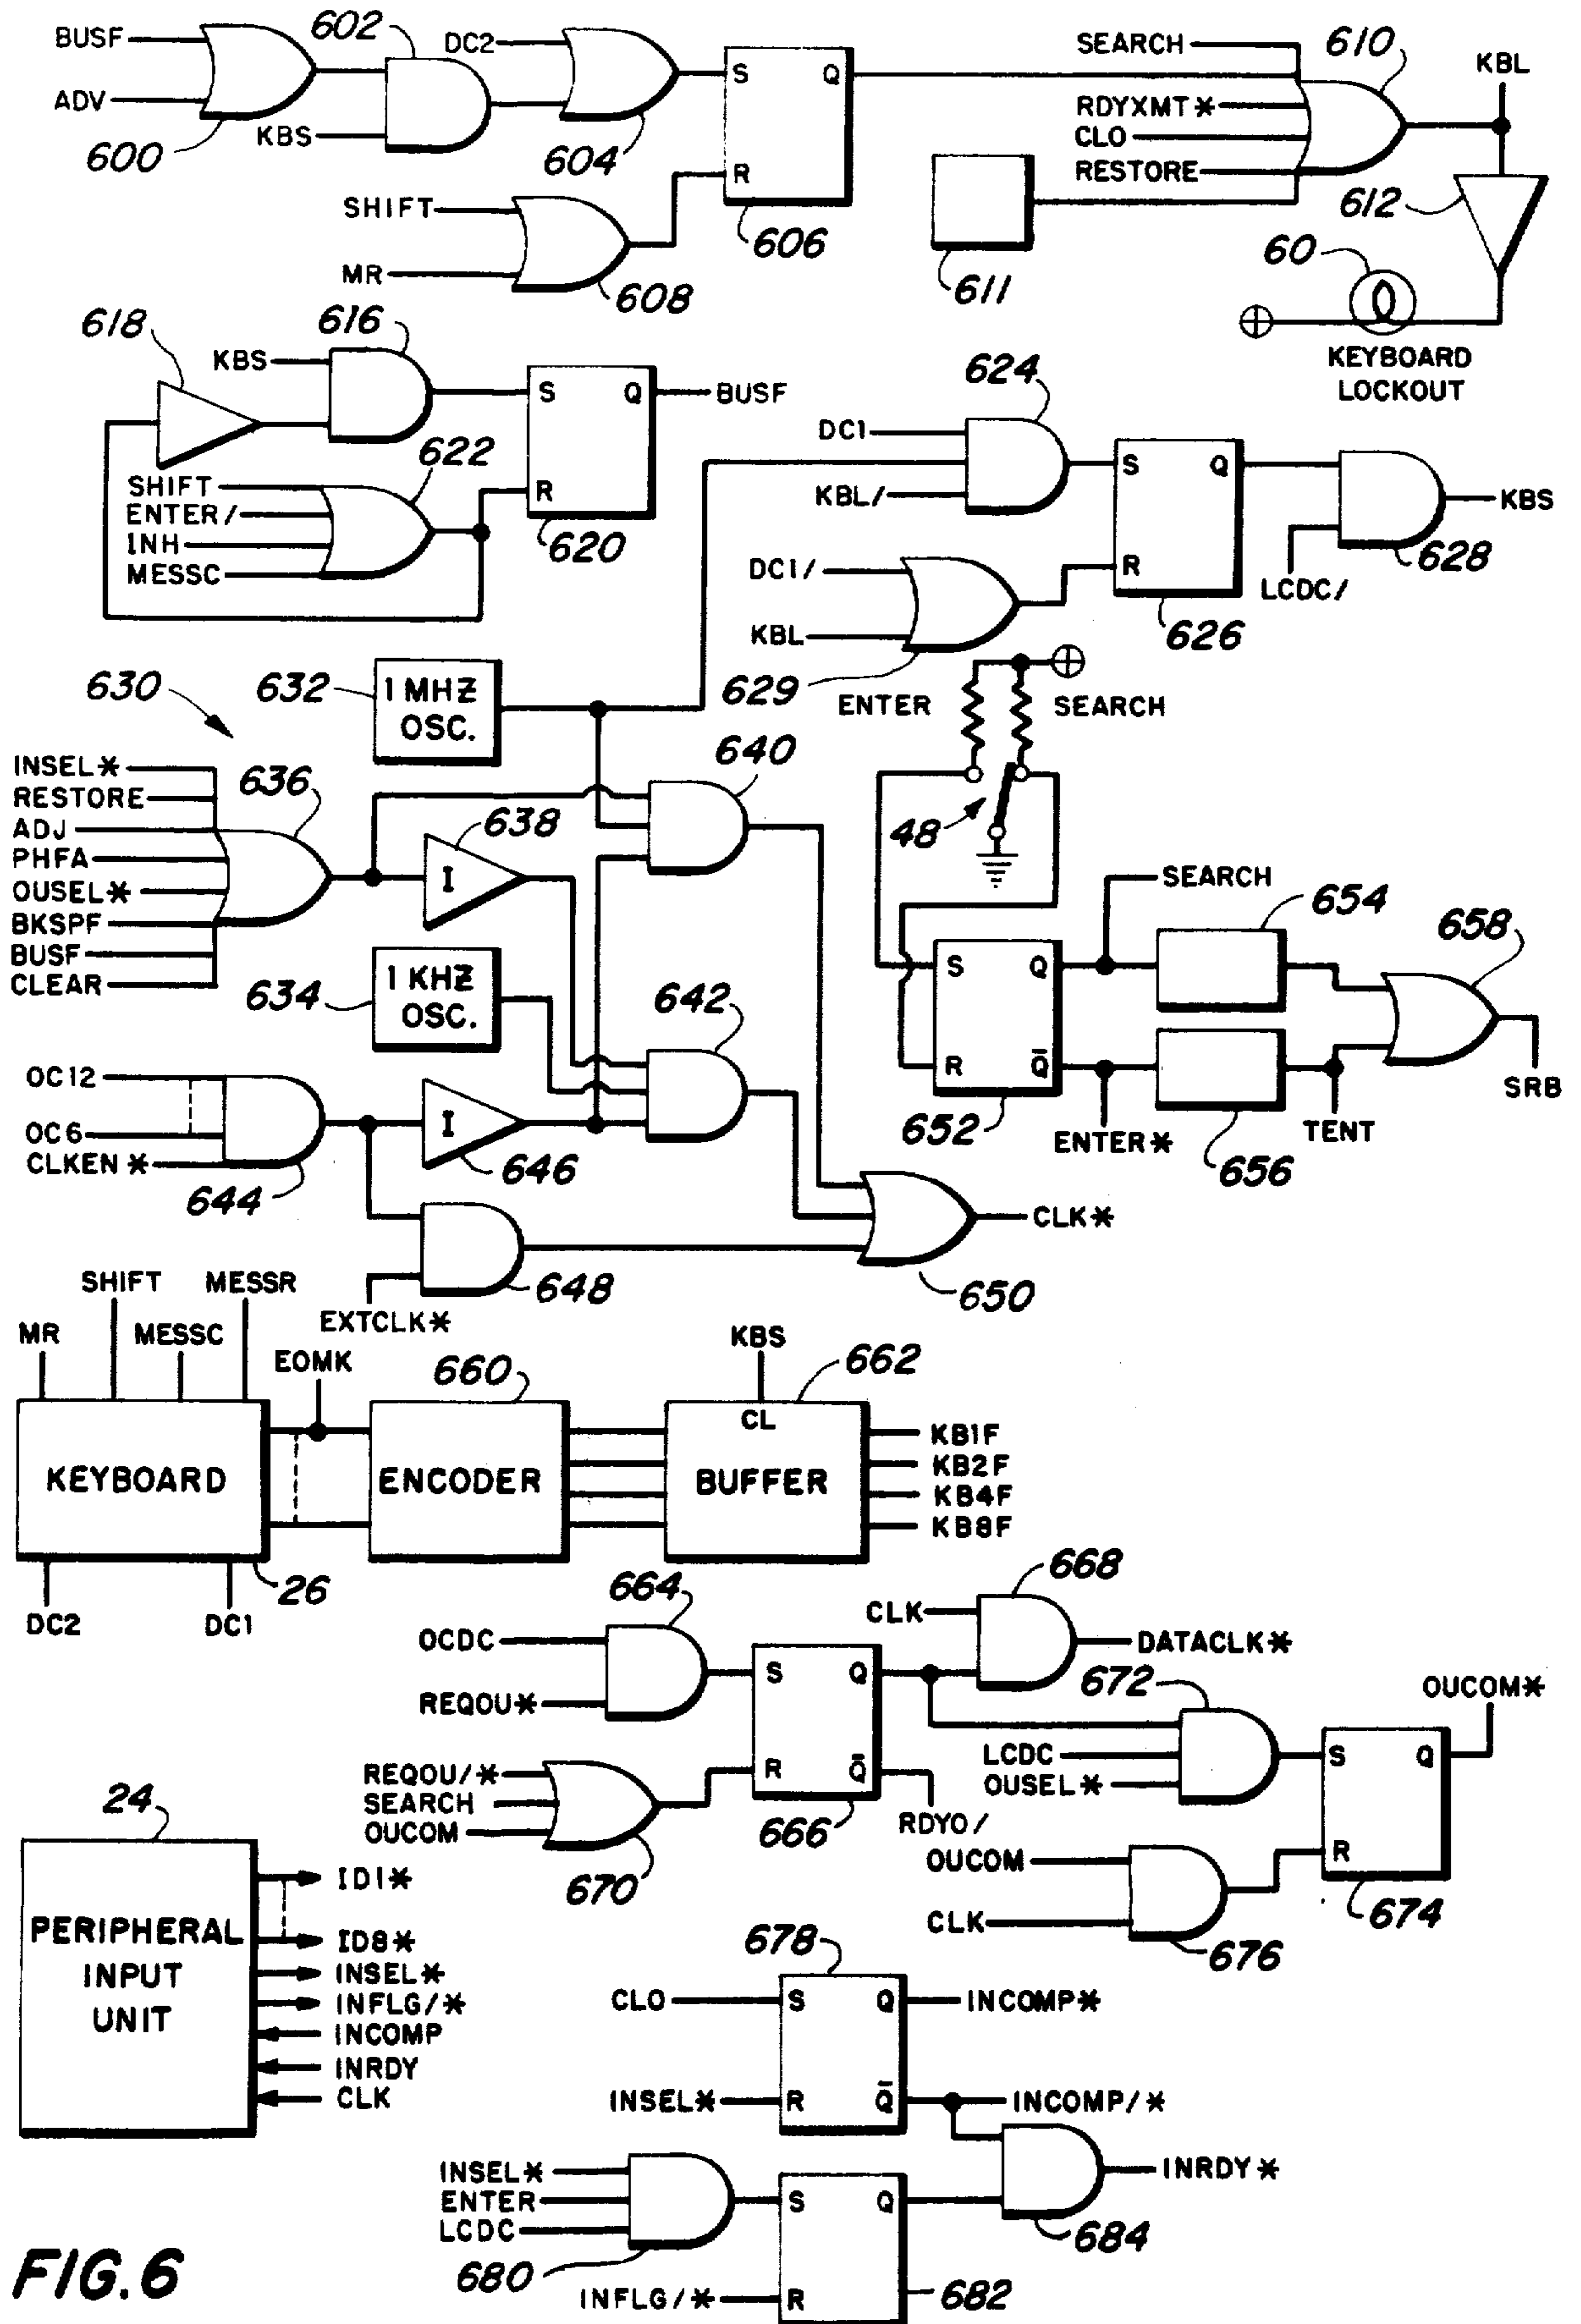 BUSF
ADV
600
602
KBS
DC2
604
S Q
R
606
SHIFT
MR
608
611
SEARCH
RDYXMT*
CLO
RESTORE
610
KBL
612
60
KEYBOARD
LOCKOUT
618
KBS
616
S Q
R
BUSF
620
SHIFT
ENTER/
INH
MESSC
622
DC1
KBL/
624
S Q
R
626
DC1/
KBL
629
LCDC/
KBS
628
630
632
1 MHZ
OSC.
INSEL*
RESTORE
ADJ
PHFA
OUSEL*
BKSPF
BUSF
CLEAR
636
638
I
640
634
1 KHZ
OSC.
642
OC12
OC6
CLKEN*
644
I
646
648
EXTCLK*
650
CLK*
ENTER
SEARCH
48
S Q
R Q̄
652
SEARCH
654
ENTER*
656
TENT
658
SRB
MR
SHIFT
MESSC
MESSR
EOMK
KEYBOARD
26
DC2
DC1
660
ENCODER
KBS
662
CL
BUFFER
KB1F
KB2F
KB4F
KB8F
OCDC
REQOU*
664
S Q
R Q̄
666
REQOU/*
SEARCH
OUCOM
670
RDYO/
CLK
668
DATACLK*
672
LCDC
OUSEL*
S Q
R
674
OUCOM*
OUCOM
CLK
676
24
PERIPHERAL
INPUT
UNIT
ID1*
ID8*
INSEL*
INFLG/*
INCOMP
INRDY
CLK
678
CLO
INSEL*
S Q
R Q̄
INCOMP*
INCOMP/*
INSEL*
ENTER
LCDC
680
INFLG/*
S Q
R
682
684
INRDY*
FIG.6